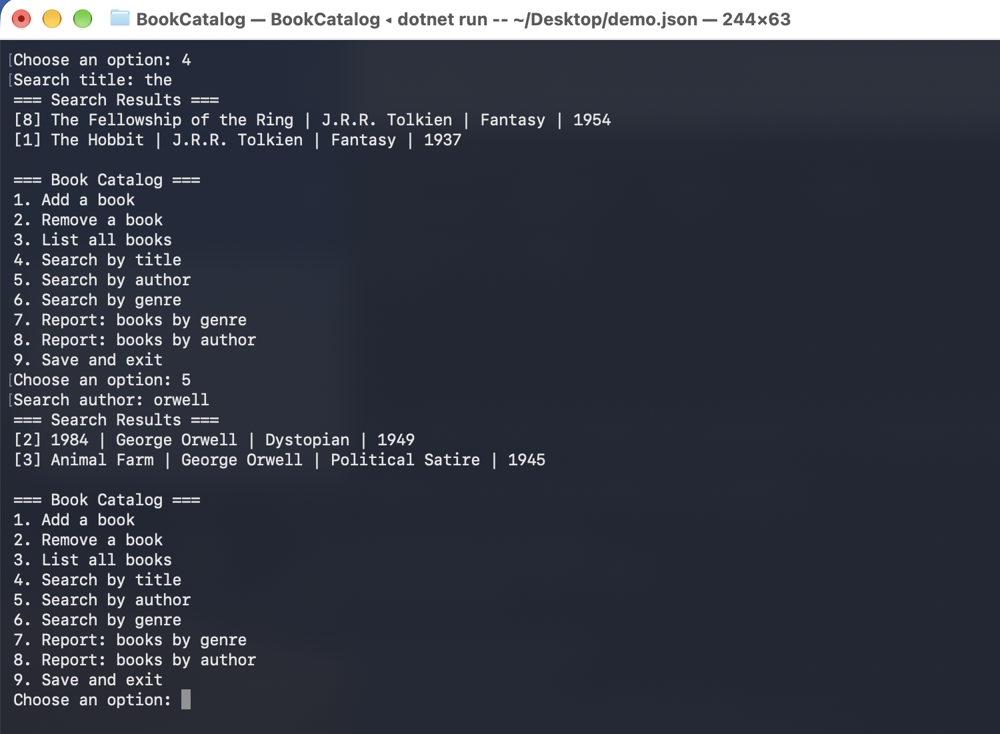 BookCatalog — BookCatalog ◂ dotnet run -- ~/Desktop/demo.json — 244×63
[Choose an option: 4
[Search title: the
=== Search Results ===
[8] The Fellowship of the Ring | J.R.R. Tolkien | Fantasy | 1954
[1] The Hobbit | J.R.R. Tolkien | Fantasy | 1937
=== Book Catalog ===
1. Add a book
2. Remove a book
3. List all books
4. Search by title
5. Search by author
6. Search by genre
7. Report: books by genre
8. Report: books by author
9. Save and exit
[Choose an option: 5
[Search author: orwell
=== Search Results ===
[2] 1984 | George Orwell | Dystopian | 1949
[3] Animal Farm | George Orwell | Political Satire | 1945
=== Book Catalog ===
1. Add a book
2. Remove a book
3. List all books
4. Search by title
5. Search by author
6. Search by genre
7. Report: books by genre
8. Report: books by author
9. Save and exit
Choose an option: